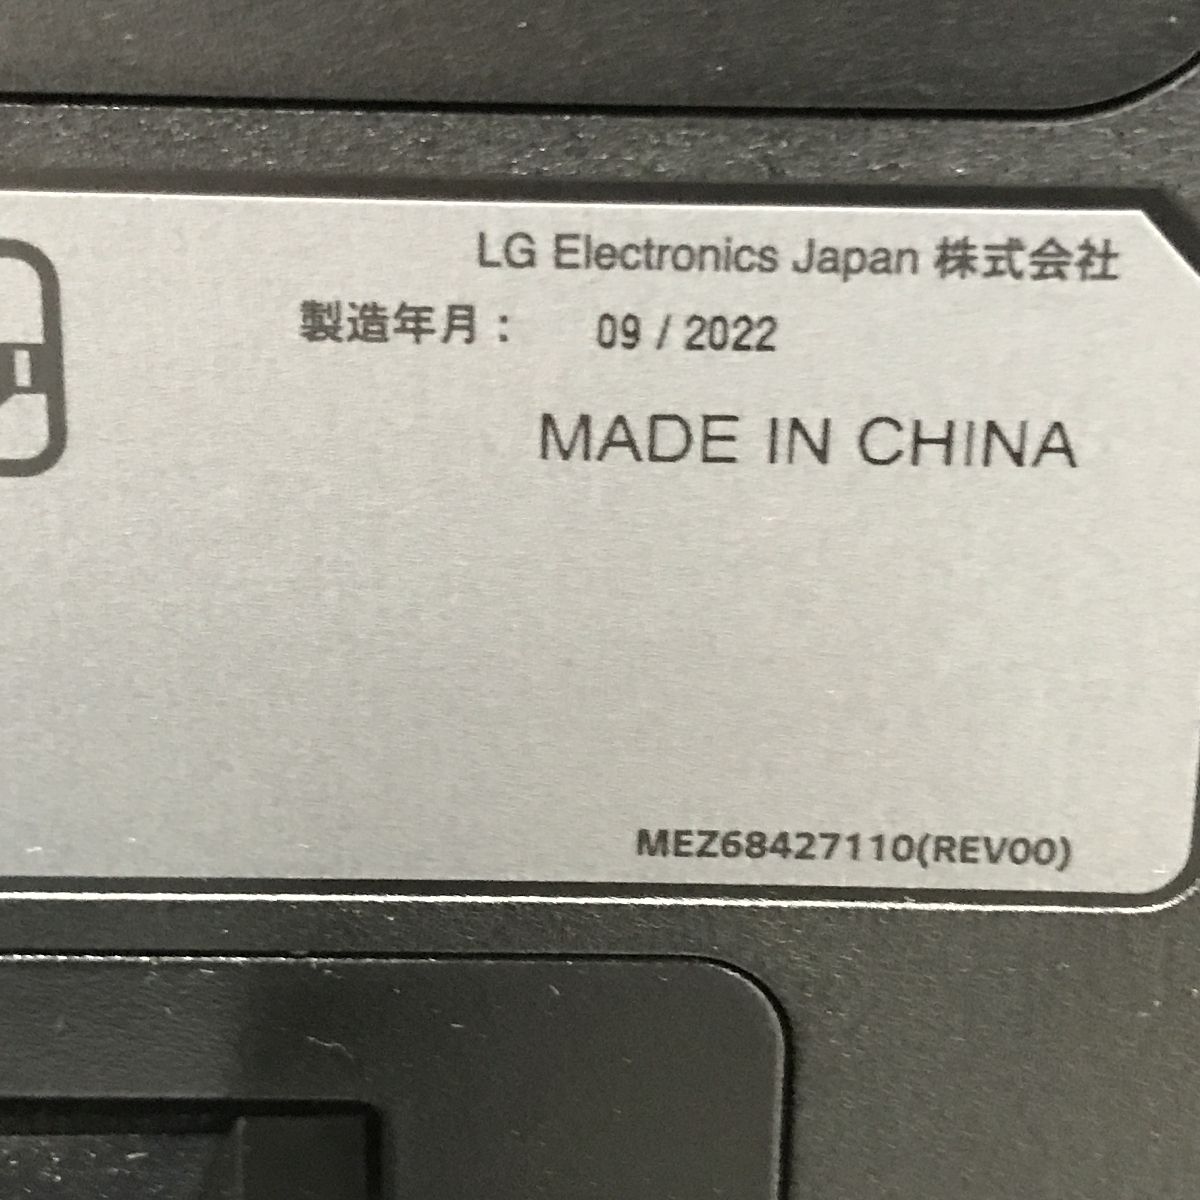 LG Electronics Japan 株式会社
製造年月： 09 / 2022
MADE IN CHINA
MEZ68427110(REV00)